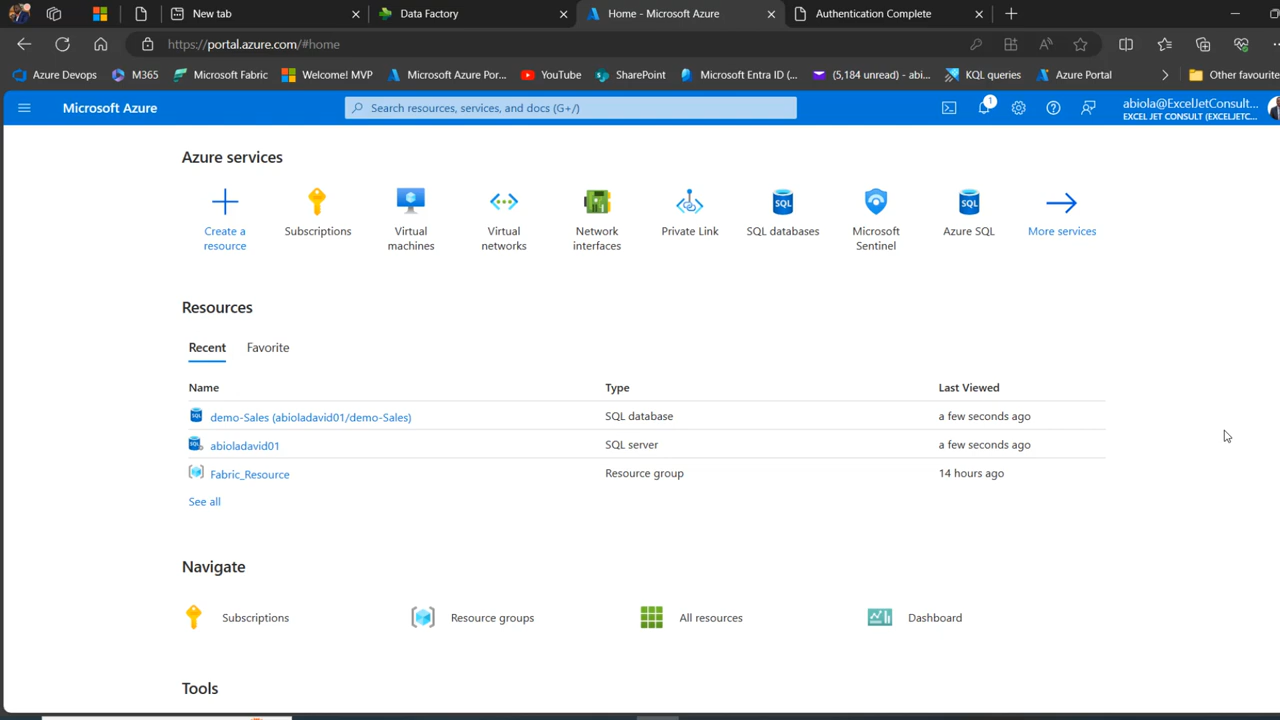 New tab
Data Factory
Home - Microsoft Azure
Authentication Complete
https://portal.azure.com/#home
Azure Devops
M365
Microsoft Fabric
Welcome! MVP
Microsoft Azure Por...
YouTube
SharePoint
Microsoft Entra ID (...
(5,184 unread) - abi...
KQL queries
Azure Portal
Other favourite
Microsoft Azure
Search resources, services, and docs (G+/)
1
abiola@ExcelJetConsult...
EXCEL JET CONSULT (EXCELJETC...
Azure services
Create a resource
Subscriptions
Virtual machines
Virtual networks
Network interfaces
Private Link
SQL databases
Microsoft Sentinel
Azure SQL
More services
Resources
Recent
Favorite
Name
Type
Last Viewed
demo-Sales (abioladavid01/demo-Sales)
SQL database
a few seconds ago
abioladavid01
SQL server
a few seconds ago
Fabric_Resource
Resource group
14 hours ago
See all
Navigate
Subscriptions
Resource groups
All resources
Dashboard
Tools